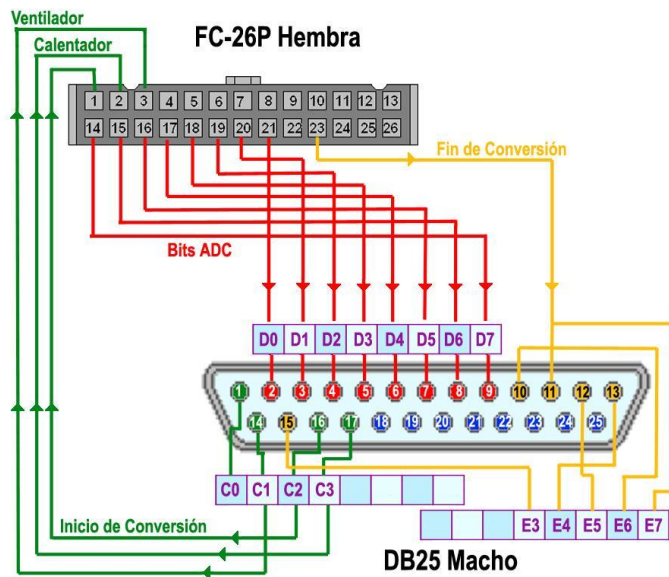 Ventilador
FC-26P Hembra
Calentador
1 2 3 4 5 6 7 8 9 10 11 12 13
14 15 16 17 18 19 20 21 22 23 24 25 26
Fin de Conversión
Bits ADC
D0 D1 D2 D3 D4 D5 D6 D7
1 2 3 4 5 6 7 8 9 10 11 12 13
14 15 16 17 18 19 20 21 22 23 24 25
C0 C1 C2 C3
Inicio de Conversión
E3 E4 E5 E6 E7
DB25 Macho